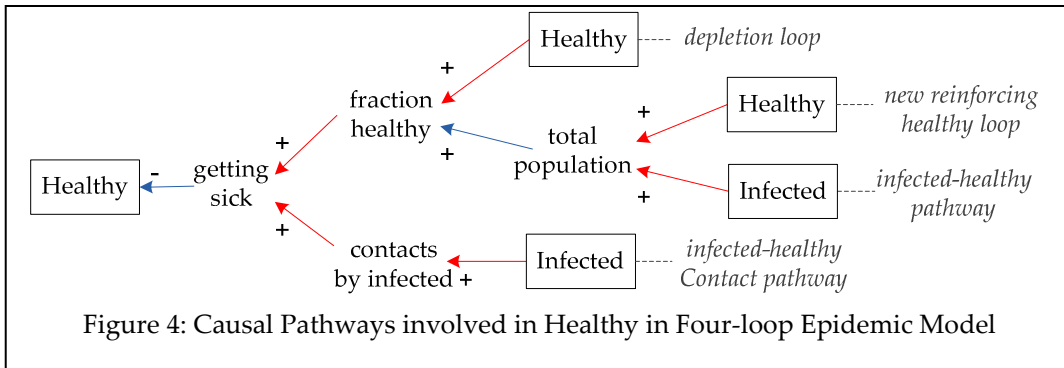 Healthy
depletion loop
+
fraction
healthy
+
Healthy
new reinforcing
healthy loop
+
total
population
+
+
Healthy
-
getting
sick
Infected
infected-healthy
pathway
+
+
contacts
by infected +
Infected
infected-healthy
Contact pathway
Figure 4: Causal Pathways involved in Healthy in Four-loop Epidemic Model